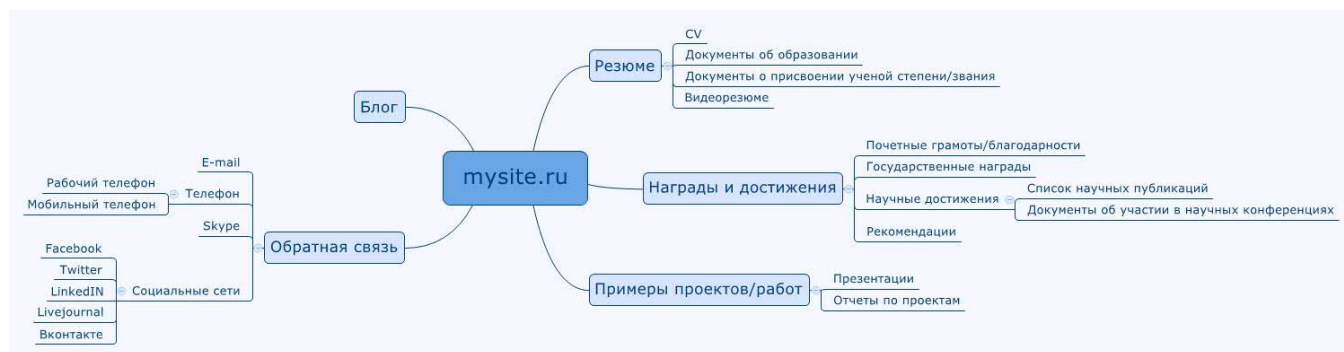 mysite.ru
Резюме
CV
Документы об образовании
Документы о присвоении ученой степени/звания
Видеорезюме
Награды и достижения
Почетные грамоты/благодарности
Государственные награды
Научные достижения
Список научных публикаций
Документы об участии в научных конференциях
Рекомендации
Примеры проектов/работ
Презентации
Отчеты по проектам
Блог
Обратная связь
E-mail
Телефон
Рабочий телефон
Мобильный телефон
Skype
Социальные сети
Facebook
Twitter
LinkedIN
Livejournal
Вконтакте